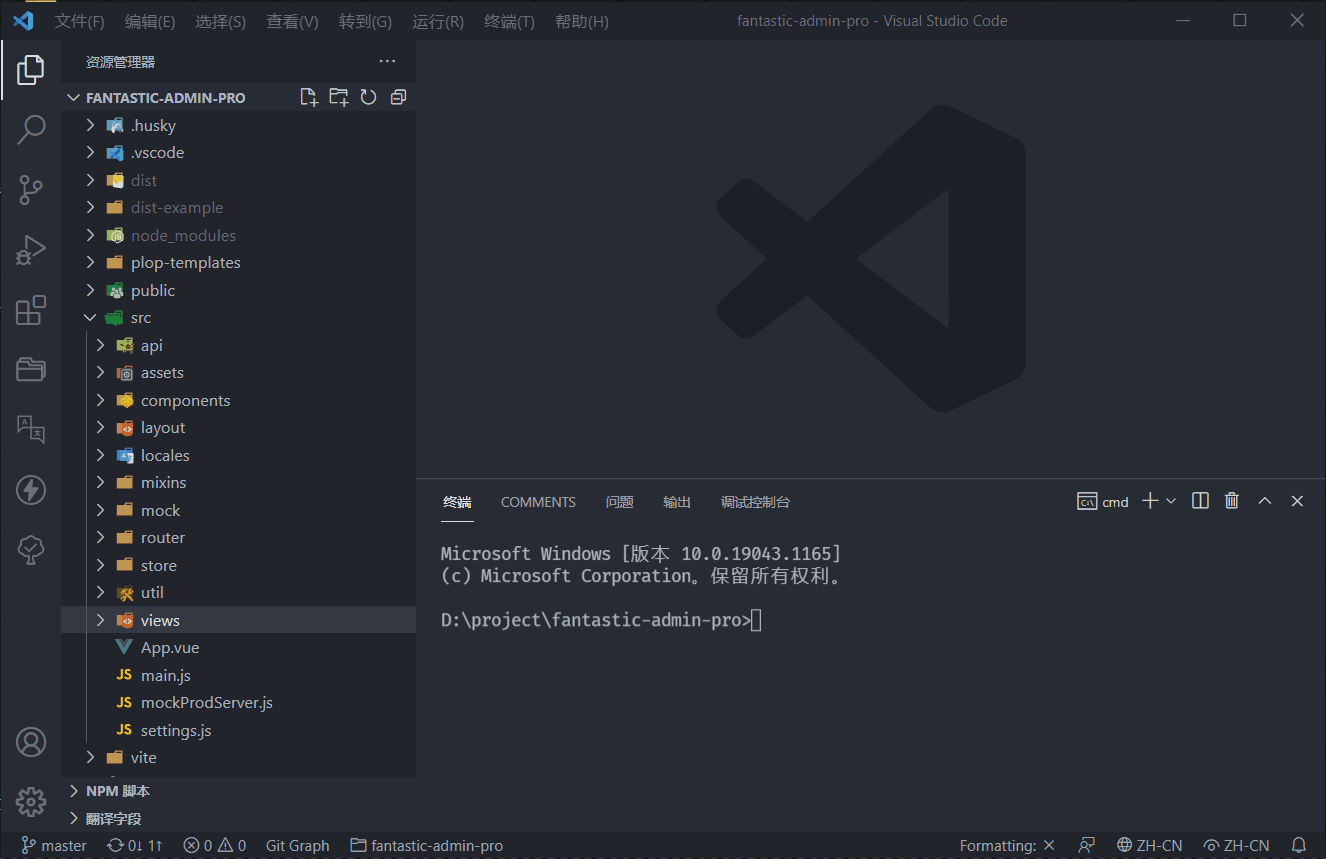 文件(F) 编辑(E) 选择(S) 查看(V) 转到(G) 运行(R) 终端(T) 帮助(H) fantastic-admin-pro - Visual Studio Code
资源管理器
FANTASTIC-ADMIN-PRO
.husky
.vscode
dist
dist-example
node_modules
plop-templates
public
src
api
assets
components
layout
locales
mixins
mock
router
store
util
views
App.vue
JS main.js
JS mockProdServer.js
JS settings.js
vite
NPM 脚本
翻译字段
终端 COMMENTS 问题 输出 调试控制台 cmd
Microsoft Windows [版本 10.0.19043.1165]
(c) Microsoft Corporation。保留所有权利。
D:\project\fantastic-admin-pro>
master 0↓ 1↑ 0 0 Git Graph fantastic-admin-pro Formatting: × ZH-CN ZH-CN